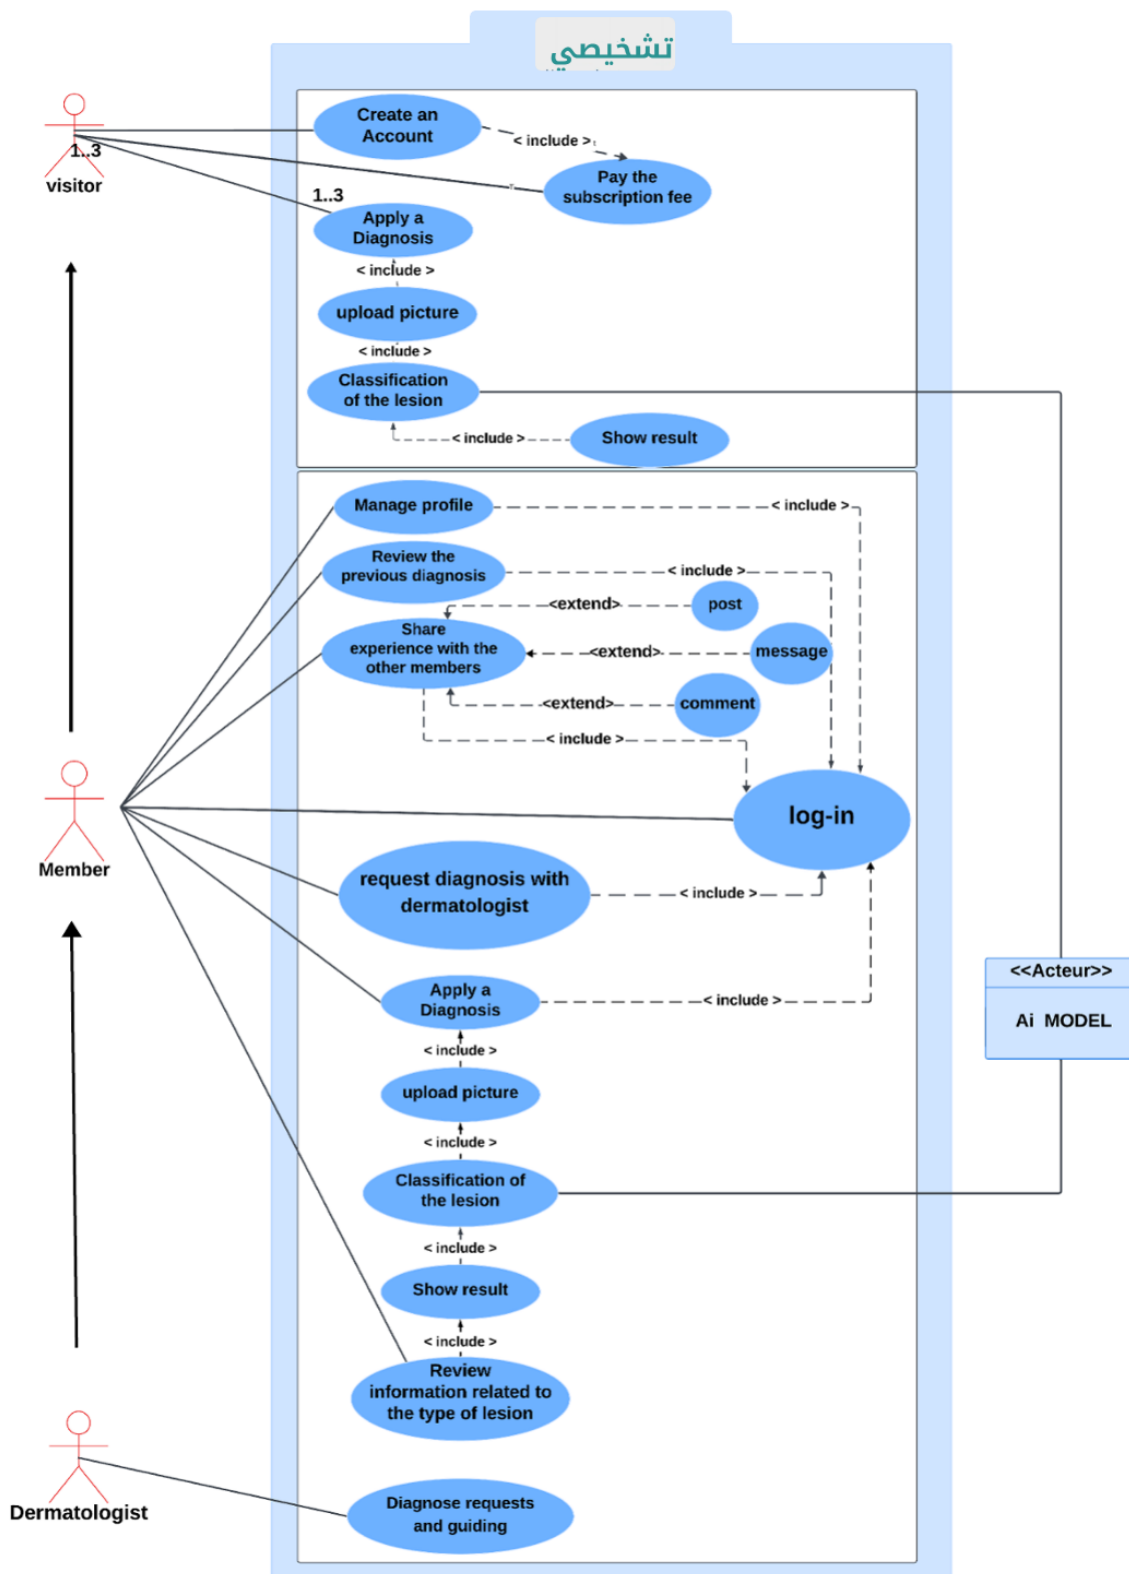 تشخيصي
Create an
Account
< include >
1..3
visitor
Pay the
subscription fee
1..3
Apply a
Diagnosis
< include >
upload picture
< include >
Classification
of the lesion
< include >
Show result
Manage profile
< include >
Review the
previous diagnosis
< include >
<extend>
post
Share
experience with the
other members
<extend>
message
<extend>
comment
< include >
log-in
Member
request diagnosis with
dermatologist
< include >
<<Acteur>>
Ai MODEL
Apply a
Diagnosis
< include >
< include >
upload picture
< include >
Classification of
the lesion
< include >
Show result
< include >
Review
information related to
the type of lesion
Dermatologist
Diagnose requests
and guiding